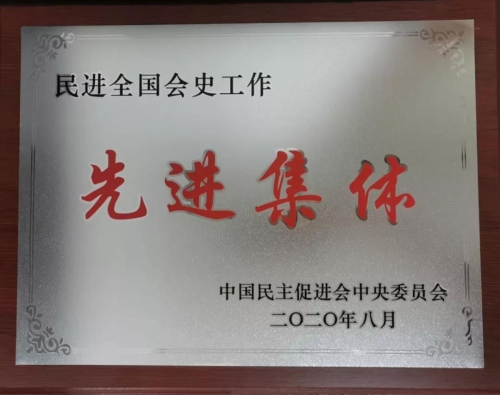 民进全国会史工作
先进集体
中国民主促进会中央委员会
二〇二〇年八月